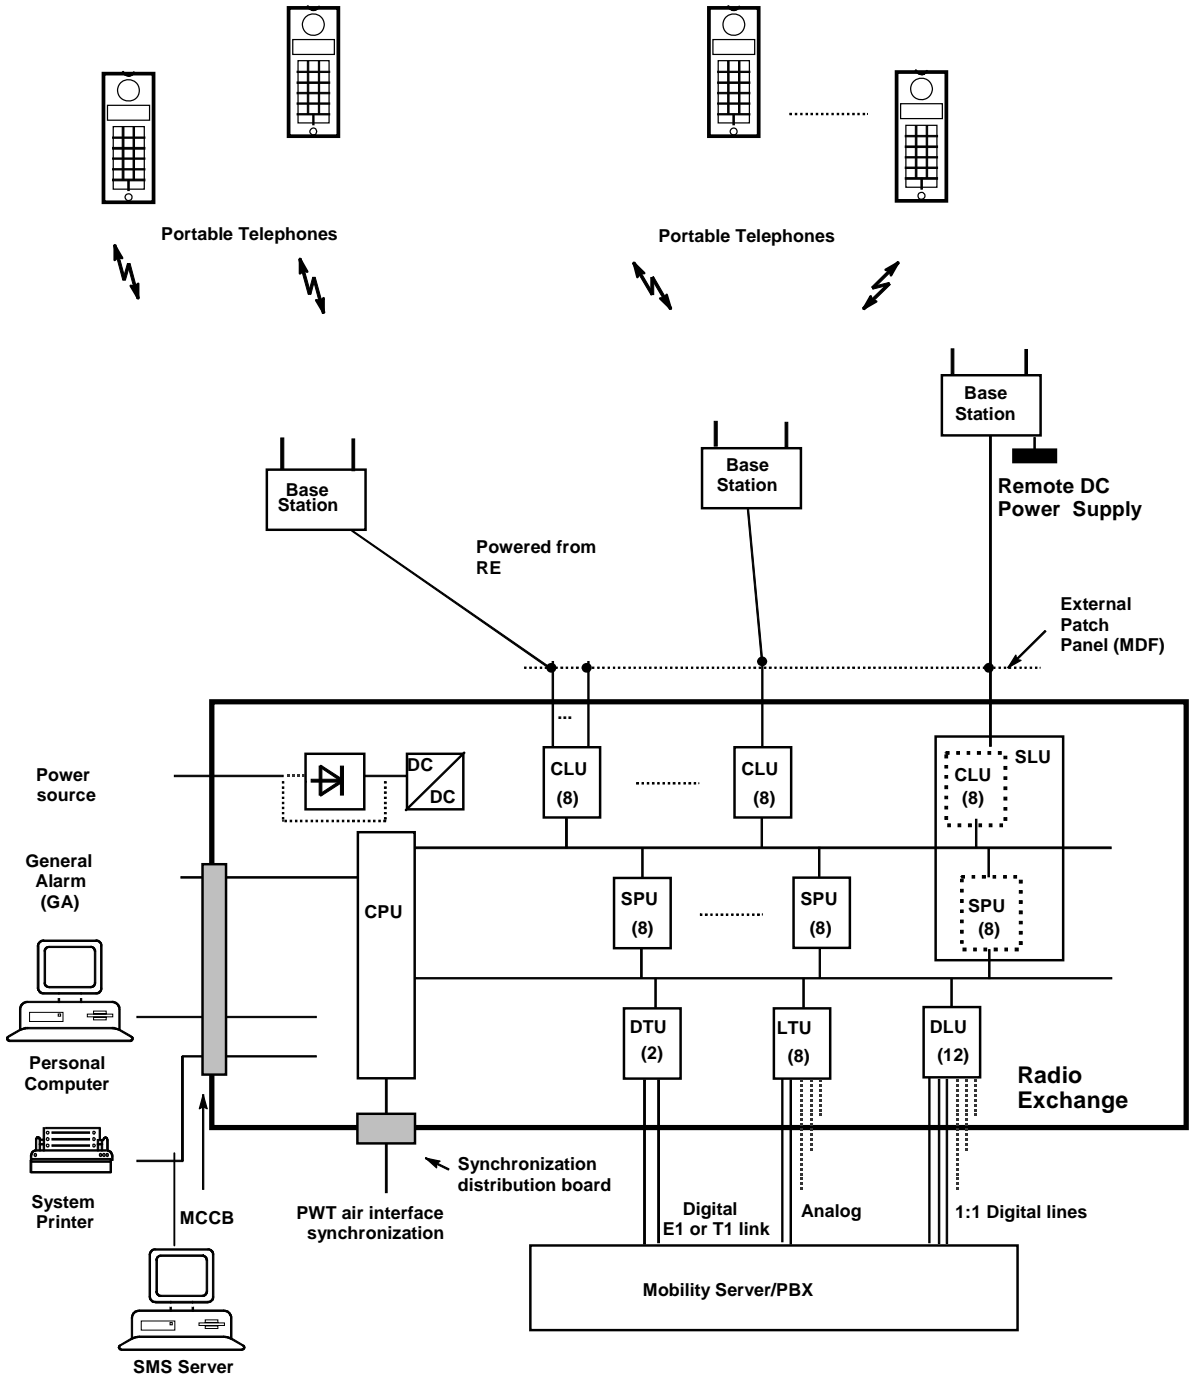 Portable Telephones
Portable Telephones
Base
Station
Base
Station
Base
Station
Remote DC
Power Supply
Powered from
RE
External
Patch
Panel (MDF)
...
Power
source
DC
DC
CLU
(8)
CLU
(8)
SLU
CLU
(8)
General
Alarm
(GA)
CPU
SPU
(8)
SPU
(8)
SPU
(8)
DTU
(2)
LTU
(8)
DLU
(12)
Personal
Computer
Radio
Exchange
Synchronization
distribution board
System
Printer
MCCB
PWT air interface
synchronization
Digital
E1 or T1 link
Analog
1:1 Digital lines
Mobility Server/PBX
SMS Server